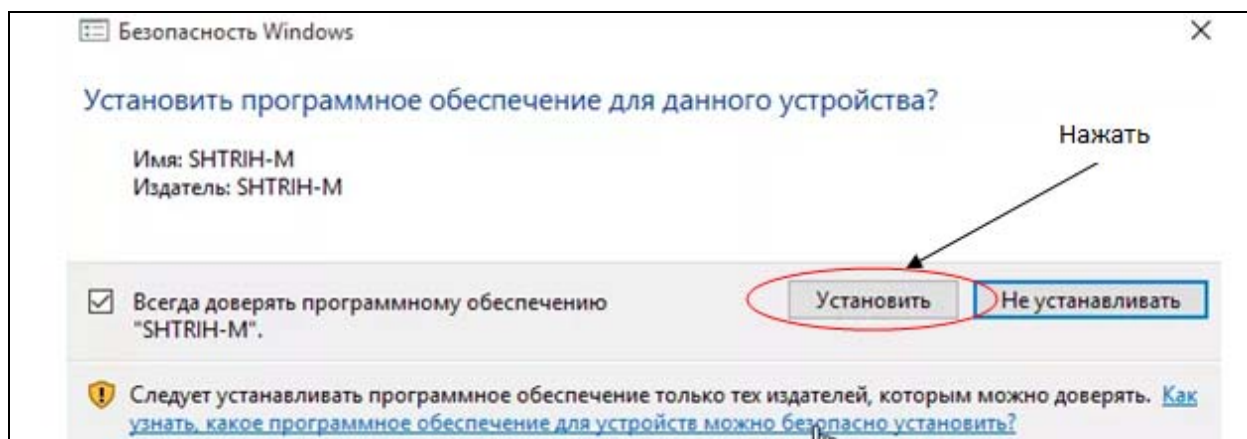 Безопасность Windows
Установить программное обеспечение для данного устройства?
Нажать
Имя: SHTRIH-M
Издатель: SHTRIH-M
Всегда доверять программному обеспечению
"SHTRIH-M".
Установить
Не устанавливать
Следует устанавливать программное обеспечение только тех издателей, которым можно доверять. Как
узнать, какое программное обеспечение для устройств можно безопасно установить?